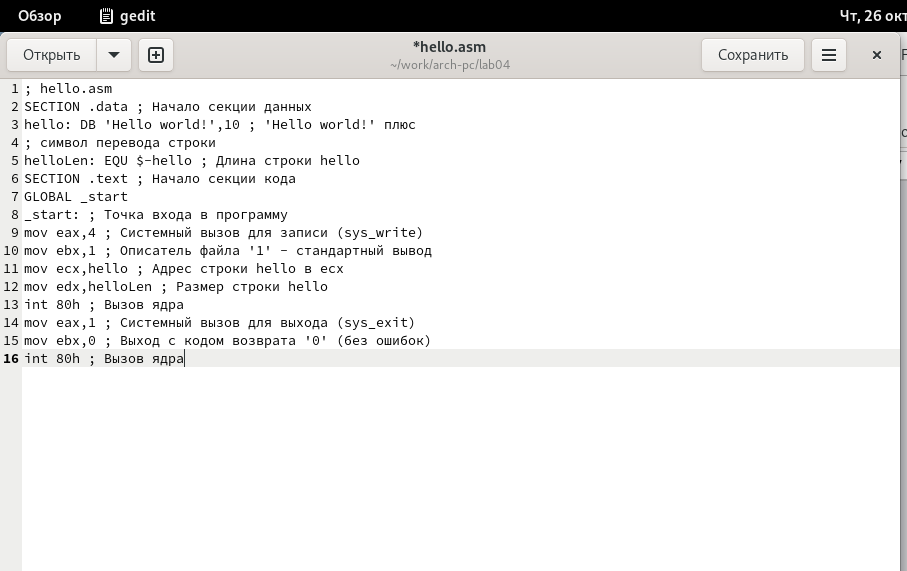 Обзор gedit Чт, 26 окт
Открыть *hello.asm Сохранить
~/work/arch-pc/lab04
1 ; hello.asm
2 SECTION .data ; Начало секции данных
3 hello: DB 'Hello world!',10 ; 'Hello world!' плюс
4 ; символ перевода строки
5 helloLen: EQU $-hello ; Длина строки hello
6 SECTION .text ; Начало секции кода
7 GLOBAL _start
8 _start: ; Точка входа в программу
9 mov eax,4 ; Системный вызов для записи (sys_write)
10 mov ebx,1 ; Описатель файла '1' - стандартный вывод
11 mov ecx,hello ; Адрес строки hello в ecx
12 mov edx,helloLen ; Размер строки hello
13 int 80h ; Вызов ядра
14 mov eax,1 ; Системный вызов для выхода (sys_exit)
15 mov ebx,0 ; Выход с кодом возврата '0' (без ошибок)
16 int 80h ; Вызов ядра